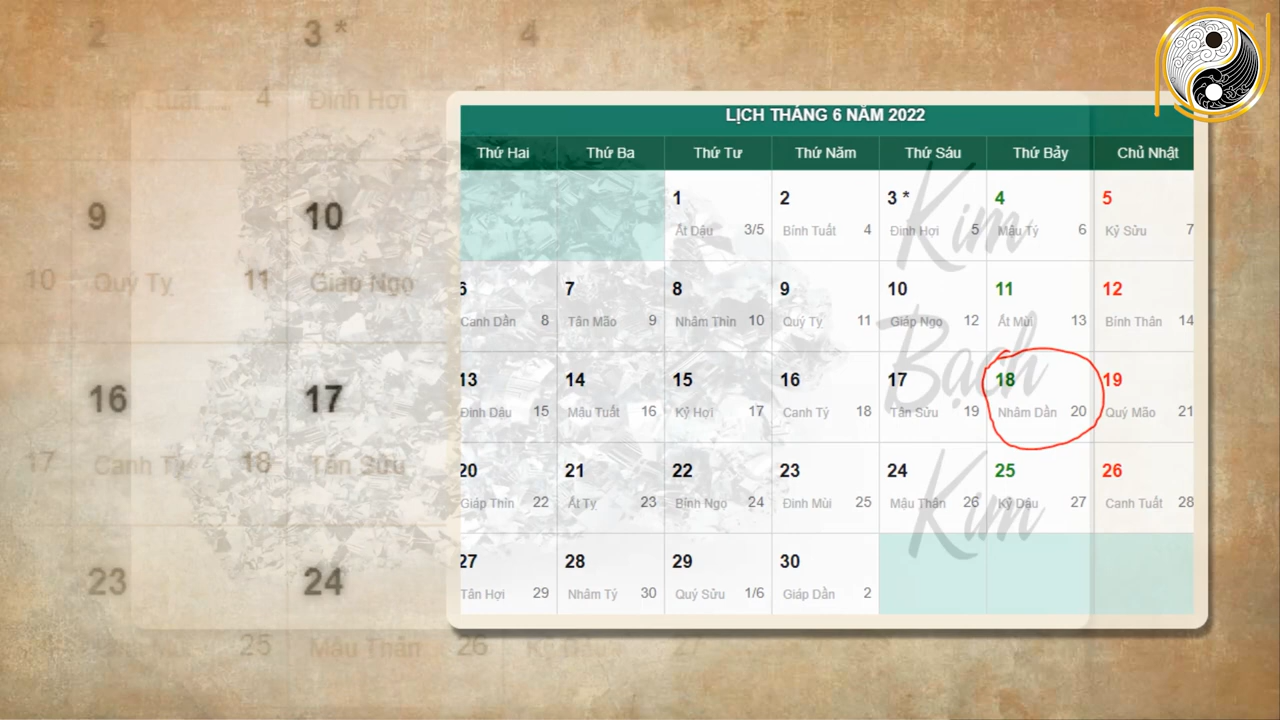 2 3 * 4
4 Đinh Hợi
9 10
10 Quý Tỵ 11 Giáp Ngọ
16 17
17 Canh Tý 18 Tân Sửu
23 24
25 Mậu Thân 26 Kỷ Dậu 27
LỊCH THÁNG 6 NĂM 2022
Thứ Hai Thứ Ba Thứ Tư Thứ Năm Thứ Sáu Thứ Bảy Chủ Nhật
1 2 3 * 4 5
Ất Dậu 3/5 Bính Tuất 4 Đinh Hợi 5 Mậu Tý 6 Kỷ Sửu 7
6 7 8 9 10 11 12
Canh Dần 8 Tân Mão 9 Nhâm Thìn 10 Quý Tỵ 11 Giáp Ngọ 12 Ất Mùi 13 Bính Thân 14
13 14 15 16 17 18 19
Đinh Dậu 15 Mậu Tuất 16 Kỷ Hợi 17 Canh Tý 18 Tân Sửu 19 Nhâm Dần 20 Quý Mão 21
20 21 22 23 24 25 26
Giáp Thìn 22 Ất Tỵ 23 Bính Ngọ 24 Đinh Mùi 25 Mậu Thân 26 Kỷ Dậu 27 Canh Tuất 28
27 28 29 30
Tân Hợi 29 Nhâm Tý 30 Quý Sửu 1/6 Giáp Dần 2
Kim
Bạch
Kim